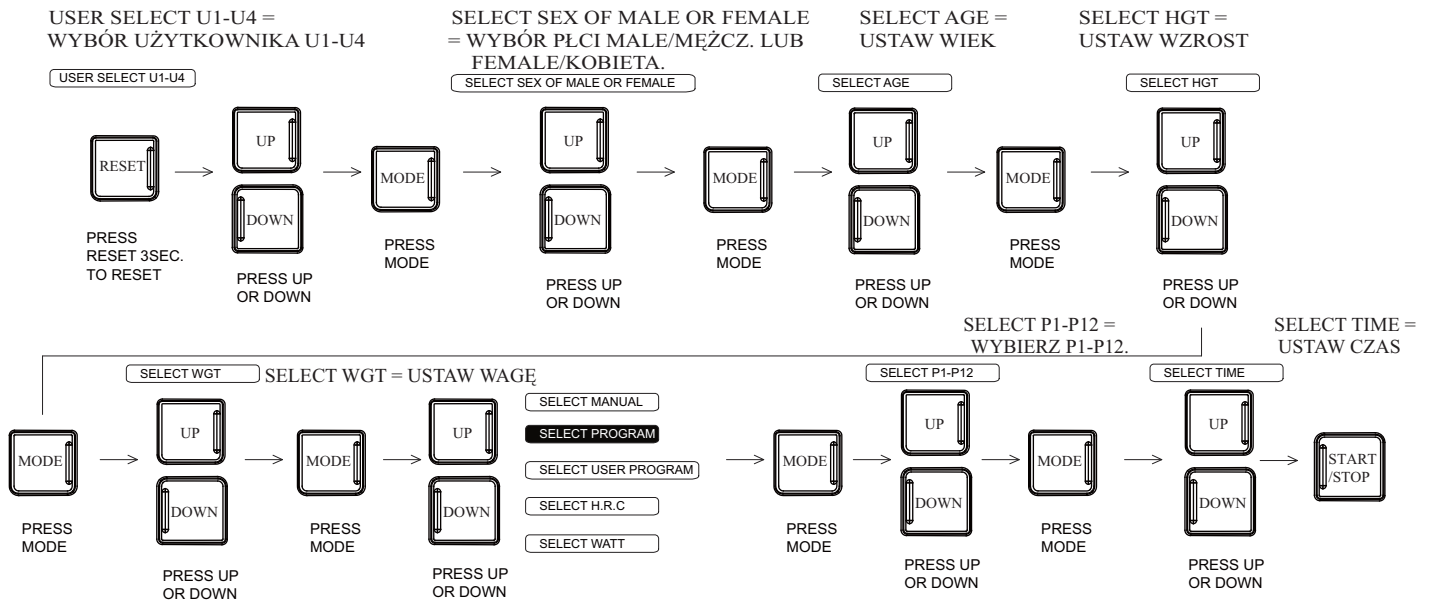 USER SELECT U1-U4 =
WYBÓR UŻYTKOWNIKA U1-U4
SELECT SEX OF MALE OR FEMALE
= WYBÓR PŁCI MALE/MĘŻCZ. LUB
FEMALE/KOBIETA.
SELECT AGE =
USTAW WIEK
SELECT HGT =
USTAW WZROST
USER SELECT U1-U4
SELECT SEX OF MALE OR FEMALE
SELECT AGE
SELECT HGT
RESET
UP
DOWN
MODE
UP
DOWN
MODE
UP
DOWN
MODE
UP
DOWN
PRESS
RESET 3SEC.
TO RESET
PRESS UP
OR DOWN
PRESS
MODE
PRESS UP
OR DOWN
PRESS
MODE
PRESS UP
OR DOWN
PRESS
MODE
PRESS UP
OR DOWN
SELECT P1-P12 =
WYBIERZ P1-P12.
SELECT TIME =
USTAW CZAS
SELECT WGT
SELECT WGT = USTAW WAGĘ
SELECT P1-P12
SELECT TIME
MODE
UP
DOWN
MODE
UP
DOWN
SELECT MANUAL
SELECT PROGRAM
SELECT USER PROGRAM
SELECT H.R.C
SELECT WATT
MODE
UP
DOWN
MODE
UP
DOWN
START
/STOP
PRESS
MODE
PRESS UP
OR DOWN
PRESS
MODE
PRESS UP
OR DOWN
PRESS
MODE
PRESS UP
OR DOWN
PRESS
MODE
PRESS UP
OR DOWN